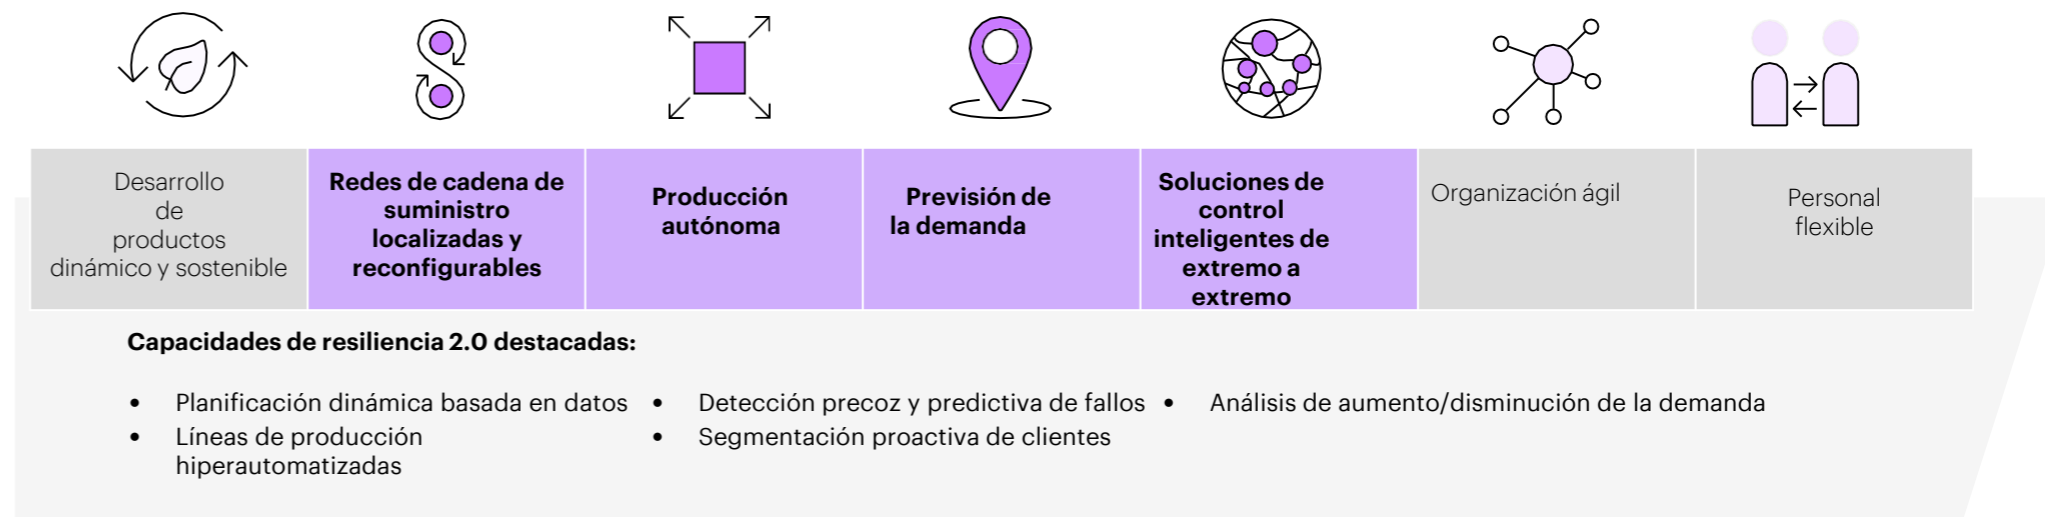 Desarrollo
de
productos
dinámico y sostenible
Redes de cadena de
suministro
localizadas y
reconfigurables
Producción
autónoma
Previsión de
la demanda
Soluciones de
control
inteligentes de
extremo a
extremo
Organización ágil
Personal
flexible
Capacidades de resiliencia 2.0 destacadas:
• Planificación dinámica basada en datos
• Líneas de producción
hiperautomatizadas
• Detección precoz y predictiva de fallos
• Segmentación proactiva de clientes
• Análisis de aumento/disminución de la demanda